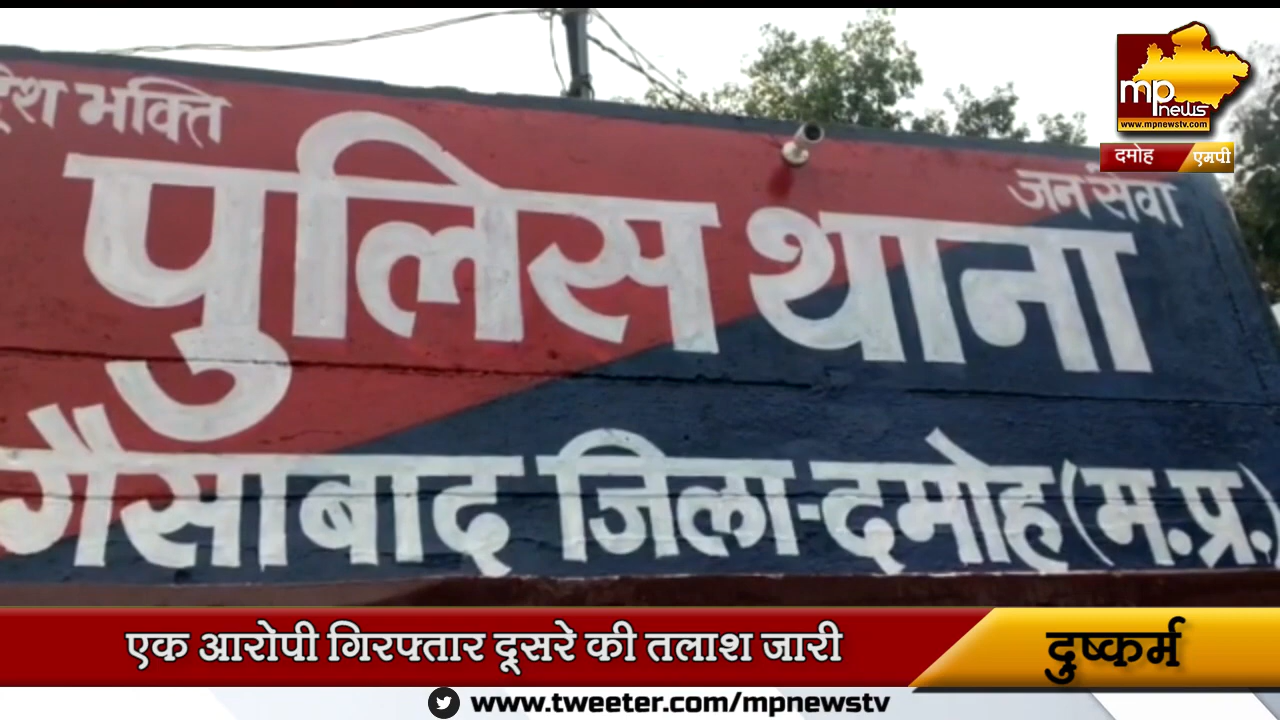 देश भक्ति
जन सेवा
पुलिस थाना
गैसाबाद जिला-दमोह (म.प्र.)
mp
news
www.mpnewstv.com
दमोह
एमपी
एक आरोपी गिरफ्तार दूसरे की तलाश जारी
दुष्कर्म
www.tweeter.com/mpnewstv